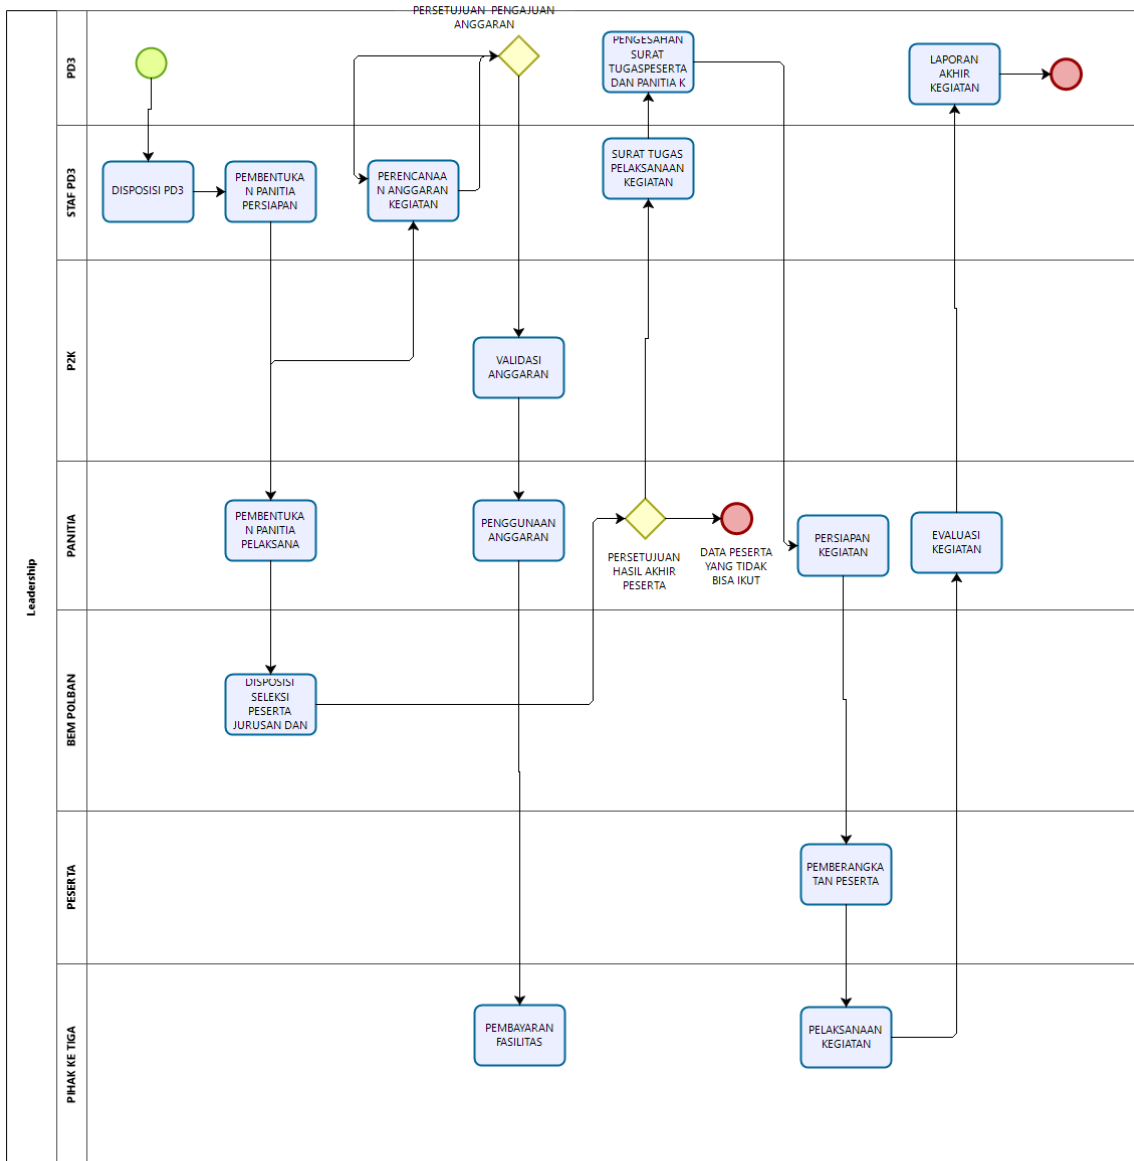 PERSETUJUAN PENGAJUAN
ANGGARAN
Leadership
PD3
PENGESAHAN
SURAT
TUGASPESERTA
DAN PANITIA K
LAPORAN
AKHIR
KEGIATAN
STAF PD3
DISPOSISI PD3
PEMBENTUKA
N PANITIA
PERSIAPAN
PERENCANAA
N ANGGARAN
KEGIATAN
SURAT TUGAS
PELAKSANAAN
KEGIATAN
P2K
VALIDASI
ANGGARAN
PANITIA
PEMBENTUKA
N PANITIA
PELAKSANA
PENGGUNAAN
ANGGARAN
PERSETUJUAN
HASIL AKHIR
PESERTA
DATA PESERTA
YANG TIDAK
BISA IKUT
PERSIAPAN
KEGIATAN
EVALUASI
KEGIATAN
BEM POLBAN
DISPOSISI
SELEKSI
PESERTA
JURUSAN DAN
PESERTA
PEMBERANGKA
TAN PESERTA
PIHAK KE TIGA
PEMBAYARAN
FASILITAS
PELAKSANAAN
KEGIATAN